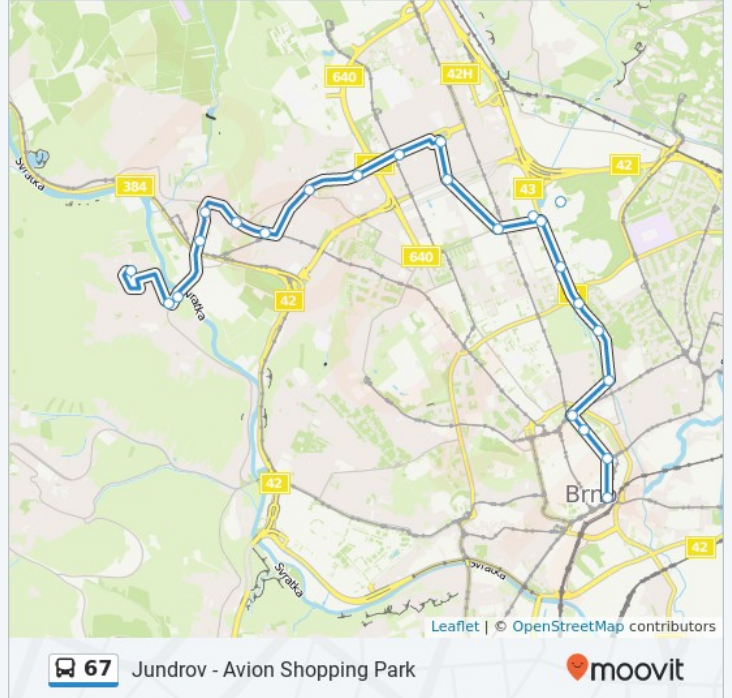 640
42H
42
Svratka
384
43
640
42
Svratka
Brno
42
42
Svratka
Svratka
Leaflet | © OpenStreetMap contributors
67 Jundrov - Avion Shopping Park
moovit